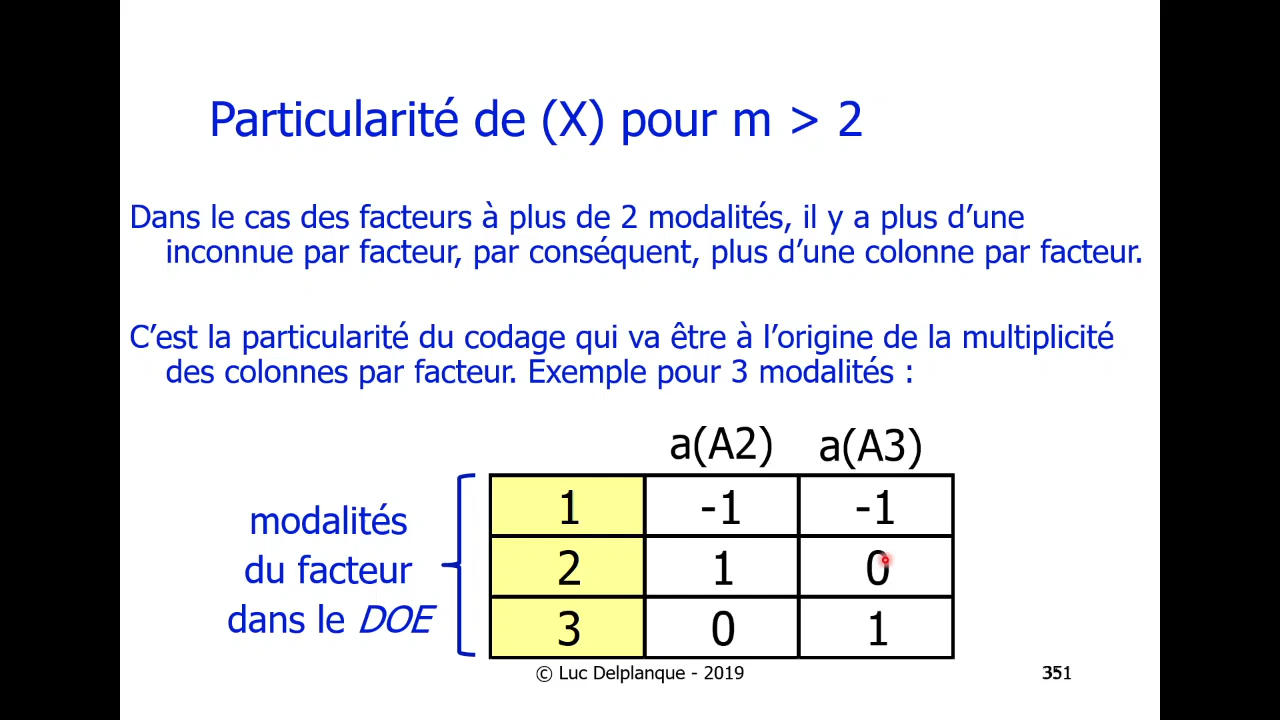 Particularité de (X) pour m > 2
Dans le cas des facteurs à plus de 2 modalités, il y a plus d’une
inconnue par facteur, par conséquent, plus d’une colonne par facteur.
C’est la particularité du codage qui va être à l’origine de la multiplicité
des colonnes par facteur. Exemple pour 3 modalités :
a(A2) a(A3)
modalités
du facteur
dans le DOE
1 -1 -1
2 1 0
3 0 1
© Luc Delplanque - 2019
351